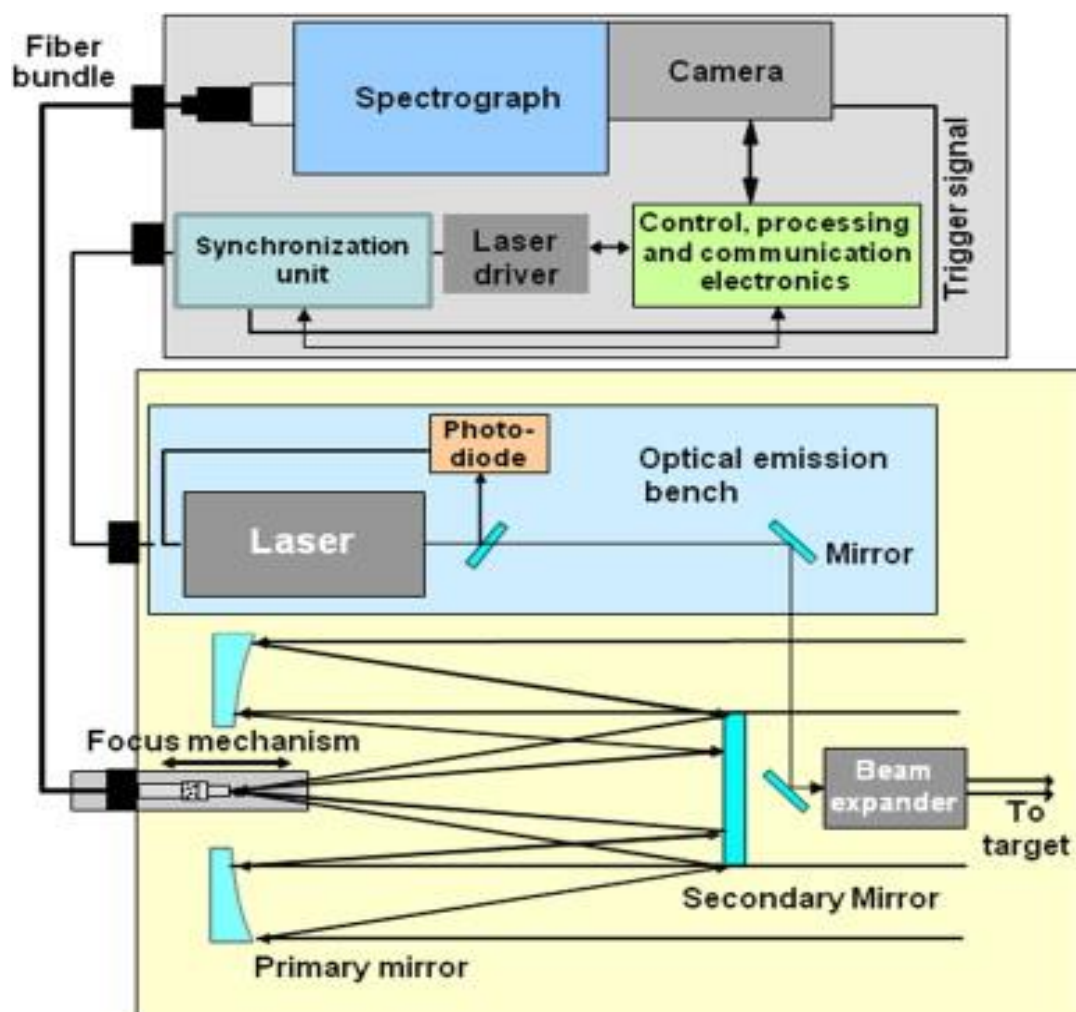 Fiber
bundle
Spectrograph
Camera
Trigger signal
Synchronization
unit
Laser
driver
Control, processing
and communication
electronics
Photo-
diode
Optical emission
bench
Laser
Mirror
Focus mechanism
Beam
expander
To
target
Secondary Mirror
Primary mirror